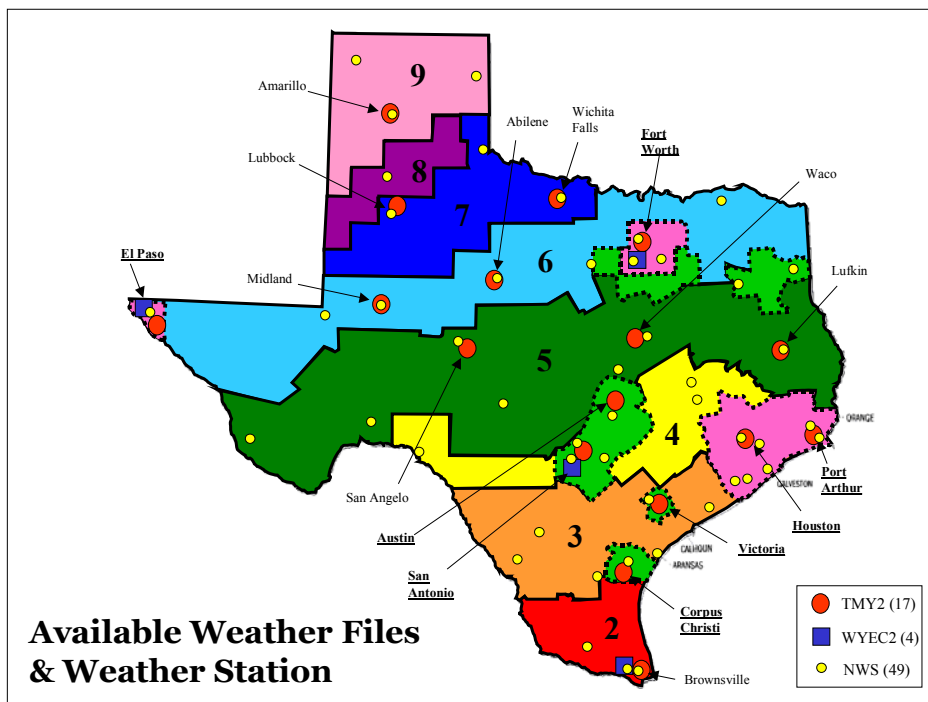 9
Amarillo
Abilene
Wichita
Falls
Fort
Worth
Waco
Lubbock
8
7
El Paso
6
Midland
Lufkin
5
4
ORANGE
San Angelo
Port
Arthur
GALVESTON
Austin
3
Houston
Victoria
CALHOUN
ARANSAS
San
Antonio
Corpus
Christi
2
Brownsville
Available Weather Files
& Weather Station
TMY2 (17)
WYEC2 (4)
NWS (49)